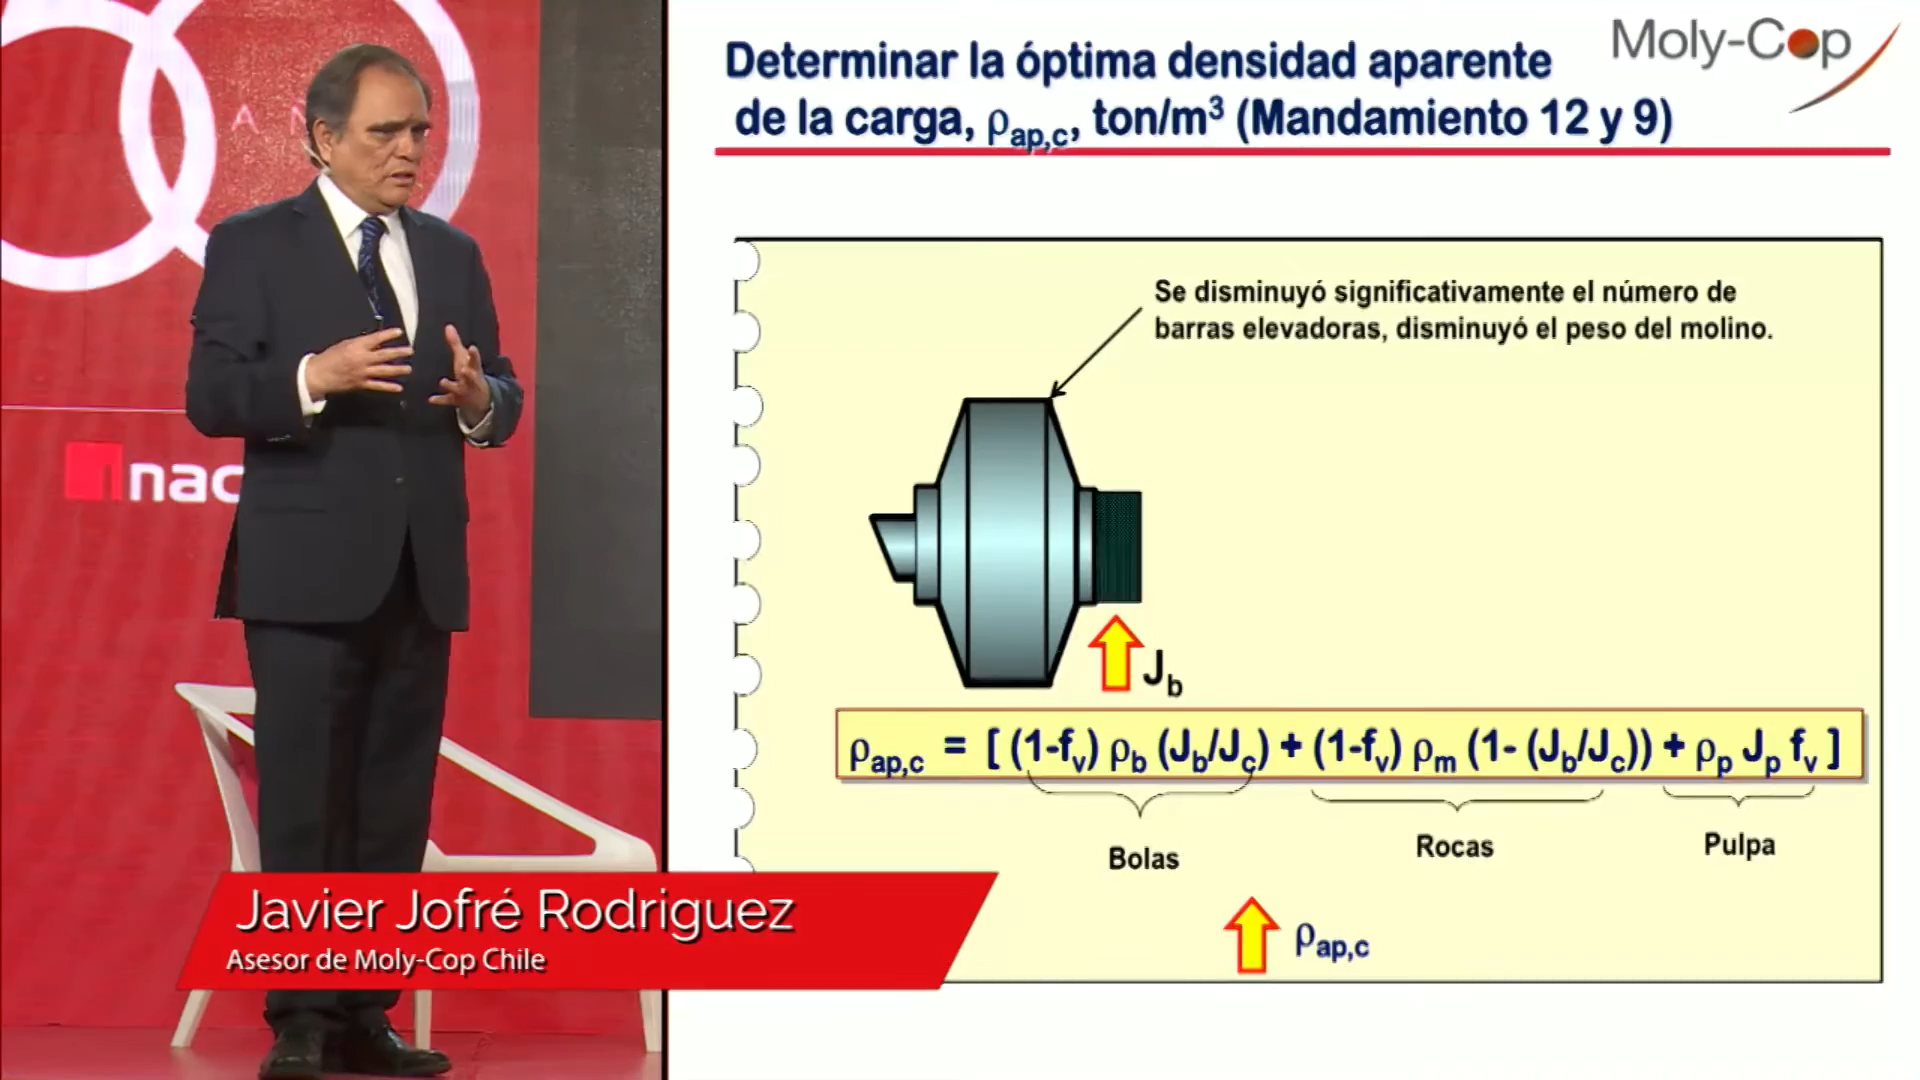 A Ñ
nac
Moly-Cop
Determinar la óptima densidad aparente
de la carga, ρap,c, ton/m³ (Mandamiento 12 y 9)
Se disminuyó significativamente el número de
barras elevadoras, disminuyó el peso del molino.
Jb
ρap,c = [ (1-fv) ρb (Jb/Jc) + (1-fv) ρm (1- (Jb/Jc)) + ρp Jp fv ]
Bolas
Rocas
Pulpa
ρap,c
Javier Jofré Rodriguez
Asesor de Moly-Cop Chile